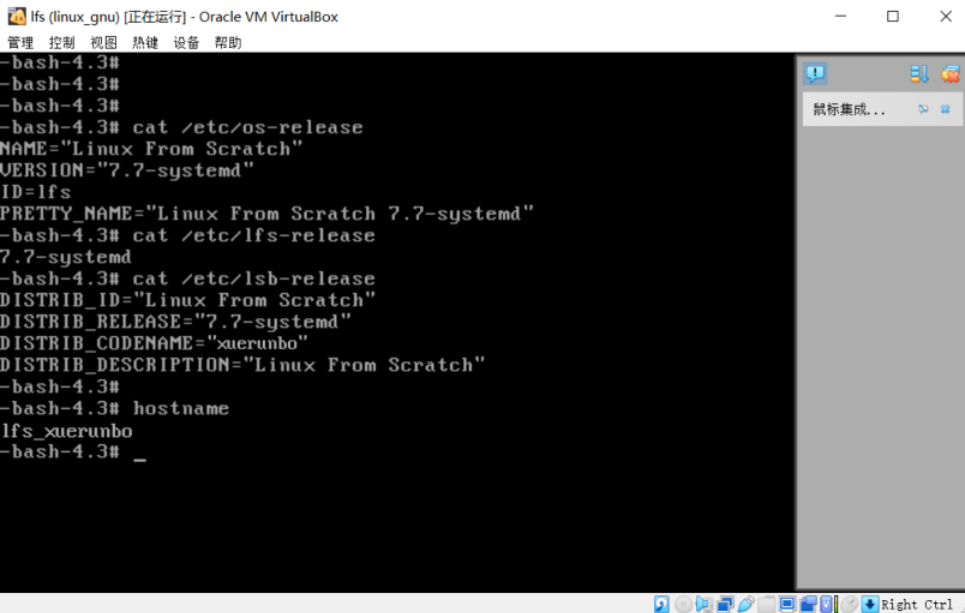 lfs (linux_gnu) [正在运行] - Oracle VM VirtualBox
管理 控制 视图 热键 设备 帮助
-bash-4.3#
-bash-4.3#
-bash-4.3#
-bash-4.3# cat /etc/os-release
NAME="Linux From Scratch"
VERSION="7.7-systemd"
ID=lfs
PRETTY_NAME="Linux From Scratch 7.7-systemd"
-bash-4.3# cat /etc/lfs-release
7.7-systemd
-bash-4.3# cat /etc/lsb-release
DISTRIB_ID="Linux From Scratch"
DISTRIB_RELEASE="7.7-systemd"
DISTRIB_CODENAME="xuerunbo"
DISTRIB_DESCRIPTION="Linux From Scratch"
-bash-4.3#
-bash-4.3# hostname
lfs_xuerunbo
-bash-4.3# _
鼠标集成...
Right Ctrl